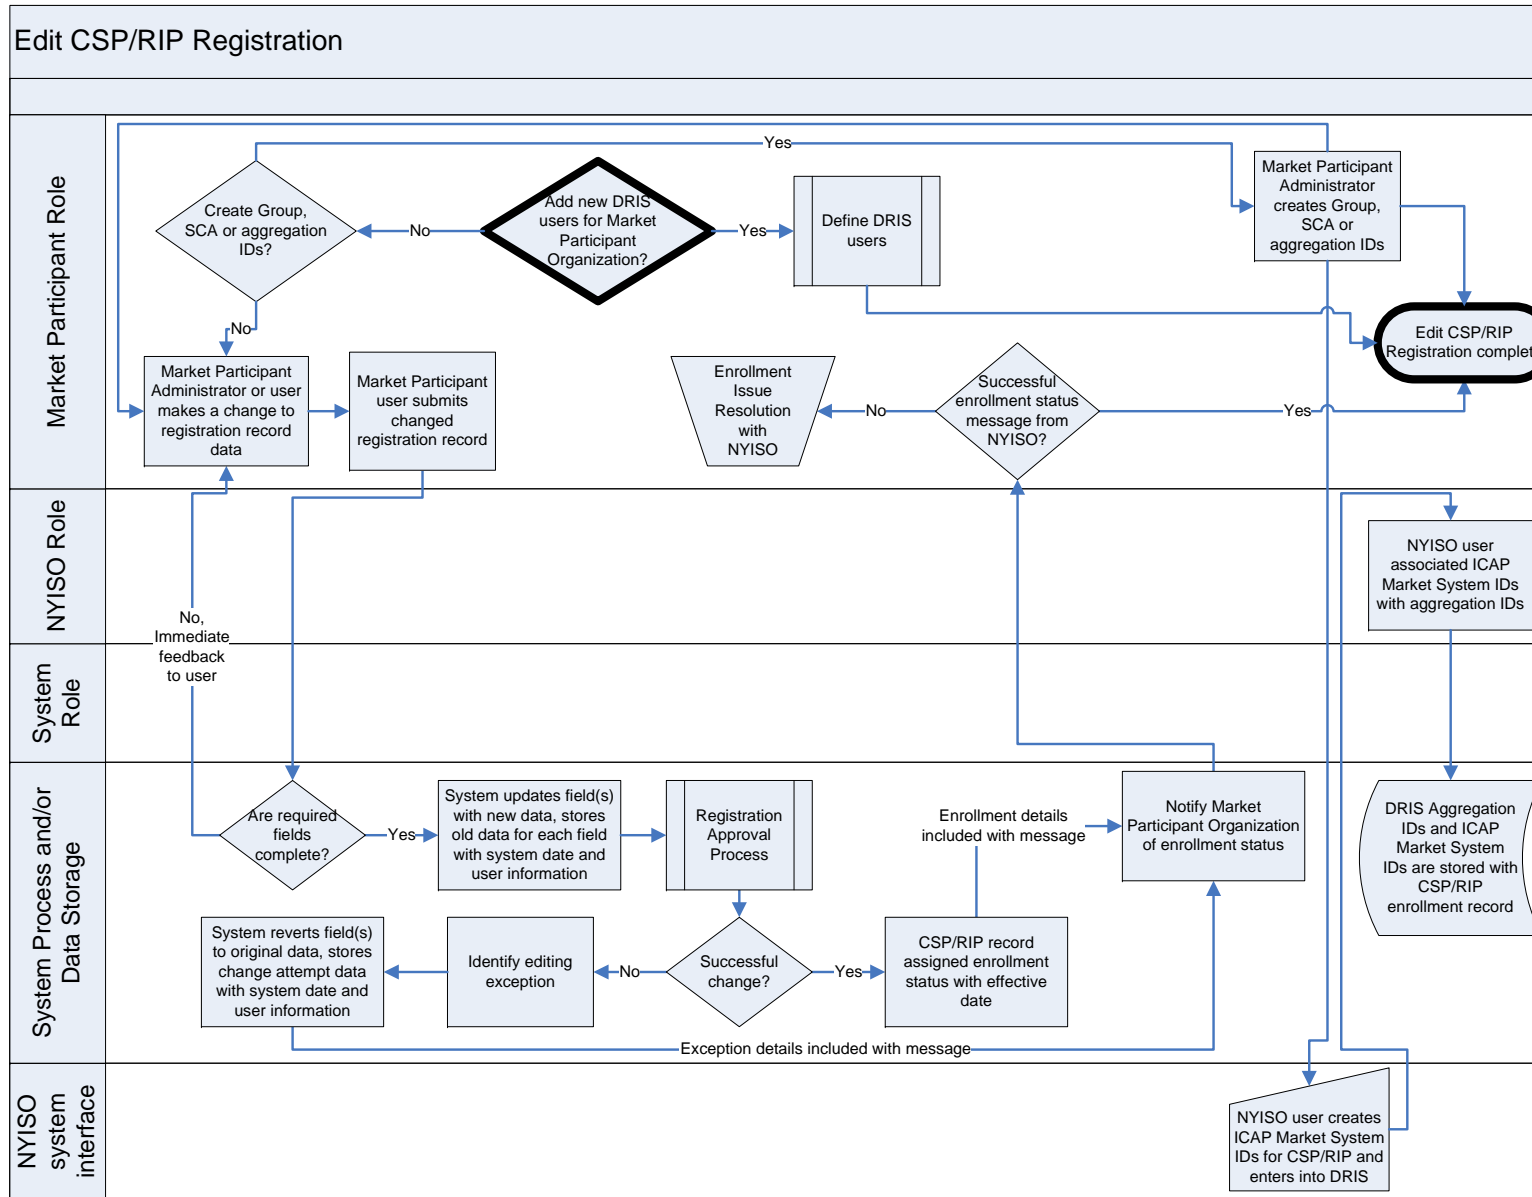 Edit CSP/RIP Registration
Market Participant Role
Yes
Create Group,
SCA or aggregation
IDs?
No
Add new DRIS
users for Market
Participant
Organization?
Yes
Define DRIS
users
Market Participant
Administrator
creates Group,
SCA or
aggregation IDs
No
Edit CSP/RIP
Registration complet
Market Participant
Administrator or user
makes a change to
registration record
data
Market Participant
user submits
changed
registration record
Enrollment
Issue
Resolution
with
NYISO
No
Successful
enrollment status
message from
NYISO?
Yes
NYISO Role
NYISO user
associated ICAP
Market System IDs
with aggregation IDs
No,
Immediate
feedback
to user
System
Role
System Process and/or
Data Storage
Are required
fields
complete?
Yes
System updates field(s)
with new data, stores
old data for each field
with system date and
user information
Registration
Approval
Process
Enrollment details
included with message
Notify Market
Participant Organization
of enrollment status
DRIS Aggregation
IDs and ICAP
Market System
IDs are stored with
CSP/RIP
enrollment record
System reverts field(s)
to original data, stores
change attempt data
with system date and
user information
Identify editing
exception
No
Successful
change?
Yes
CSP/RIP record
assigned enrollment
status with effective
date
Exception details included with message
NYISO
system
interface
NYISO user creates
ICAP Market System
IDs for CSP/RIP and
enters into DRIS